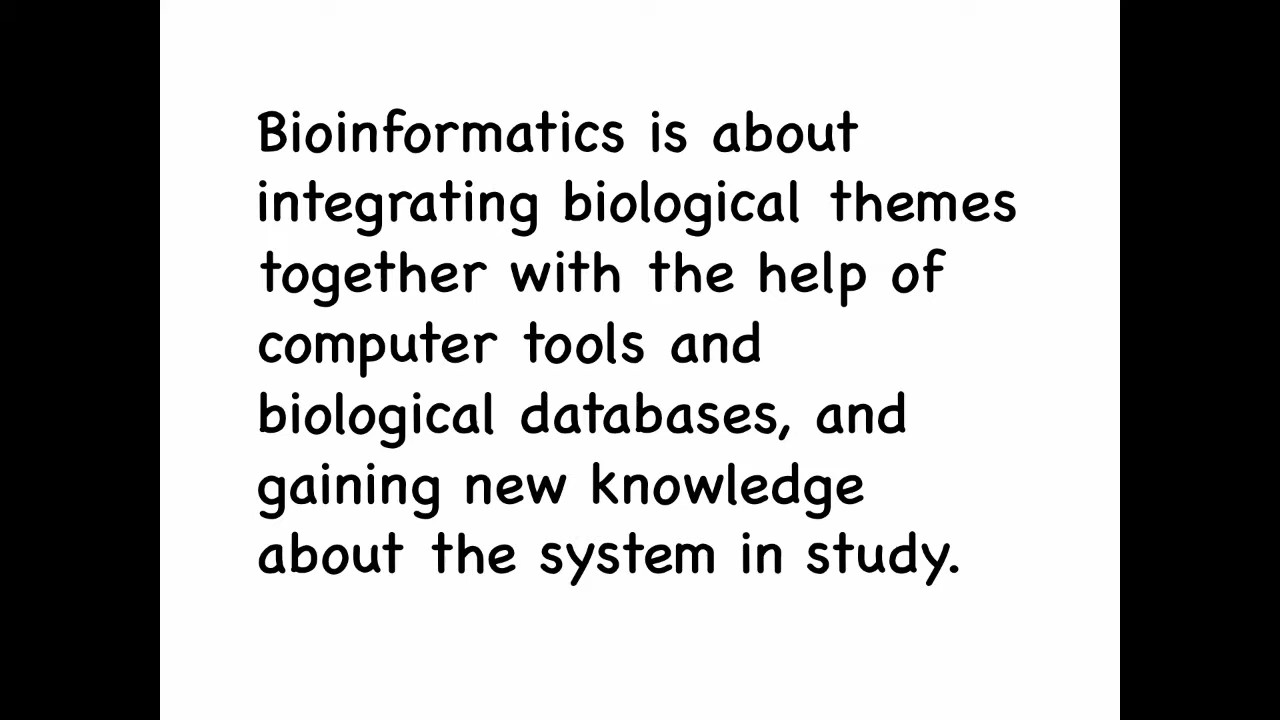 Bioinformatics is about
integrating biological themes
together with the help of
computer tools and
biological databases, and
gaining new knowledge
about the system in study.